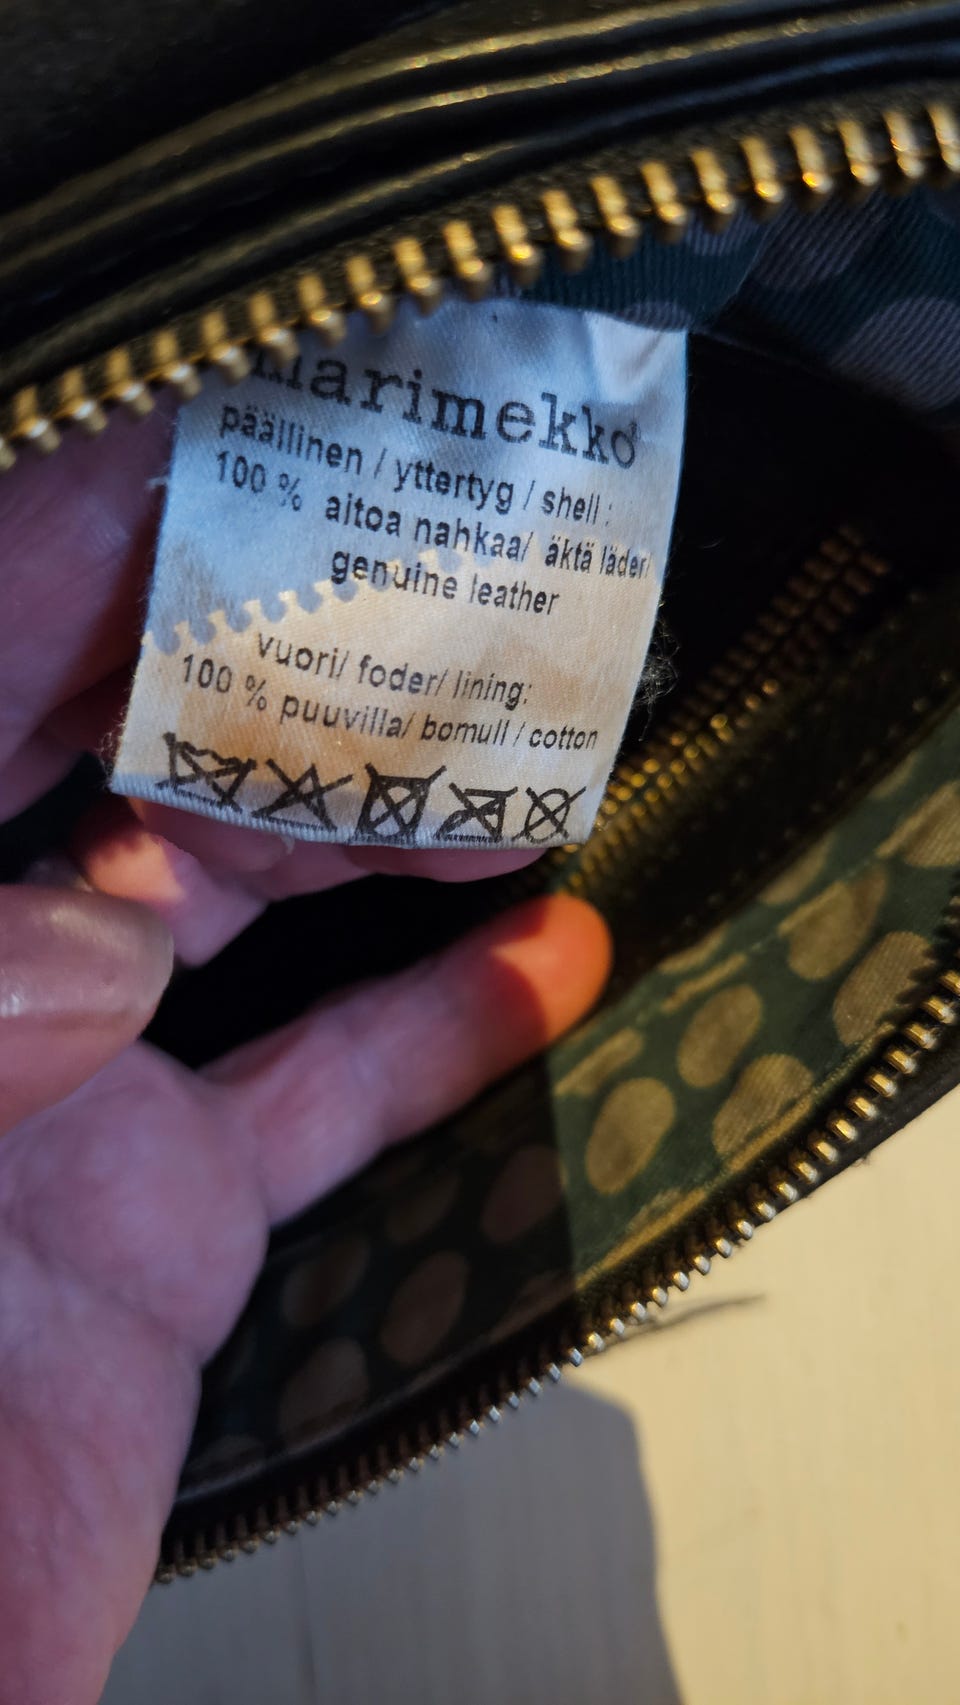 marimekko®
päällinen / yttertyg / shell :
100 % aitoa nahkaa/ äktä läder/
genuine leather
vuori/ foder/ lining:
100 % puuvilla/ bomull / cotton